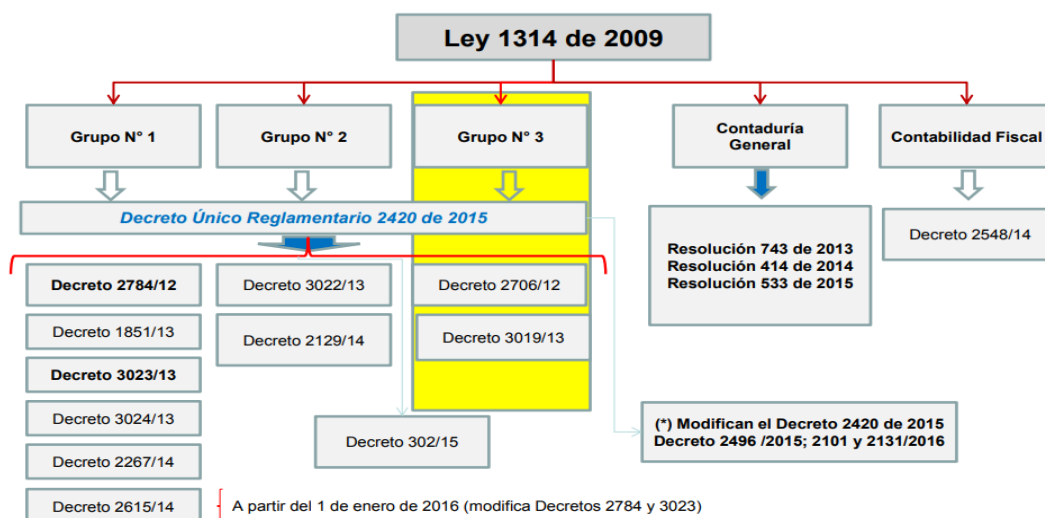 Ley 1314 de 2009
Grupo N° 1
Grupo N° 2
Grupo N° 3
Contaduría
General
Contabilidad Fiscal
Decreto Único Reglamentario 2420 de 2015
Resolución 743 de 2013
Resolución 414 de 2014
Resolución 533 de 2015
Decreto 2548/14
Decreto 2784/12
Decreto 3022/13
Decreto 2706/12
Decreto 1851/13
Decreto 2129/14
Decreto 3019/13
Decreto 3023/13
Decreto 3024/13
Decreto 302/15
(*) Modifican el Decreto 2420 de 2015
Decreto 2496 /2015; 2101 y 2131/2016
Decreto 2267/14
Decreto 2615/14
A partir del 1 de enero de 2016 (modifica Decretos 2784 y 3023)